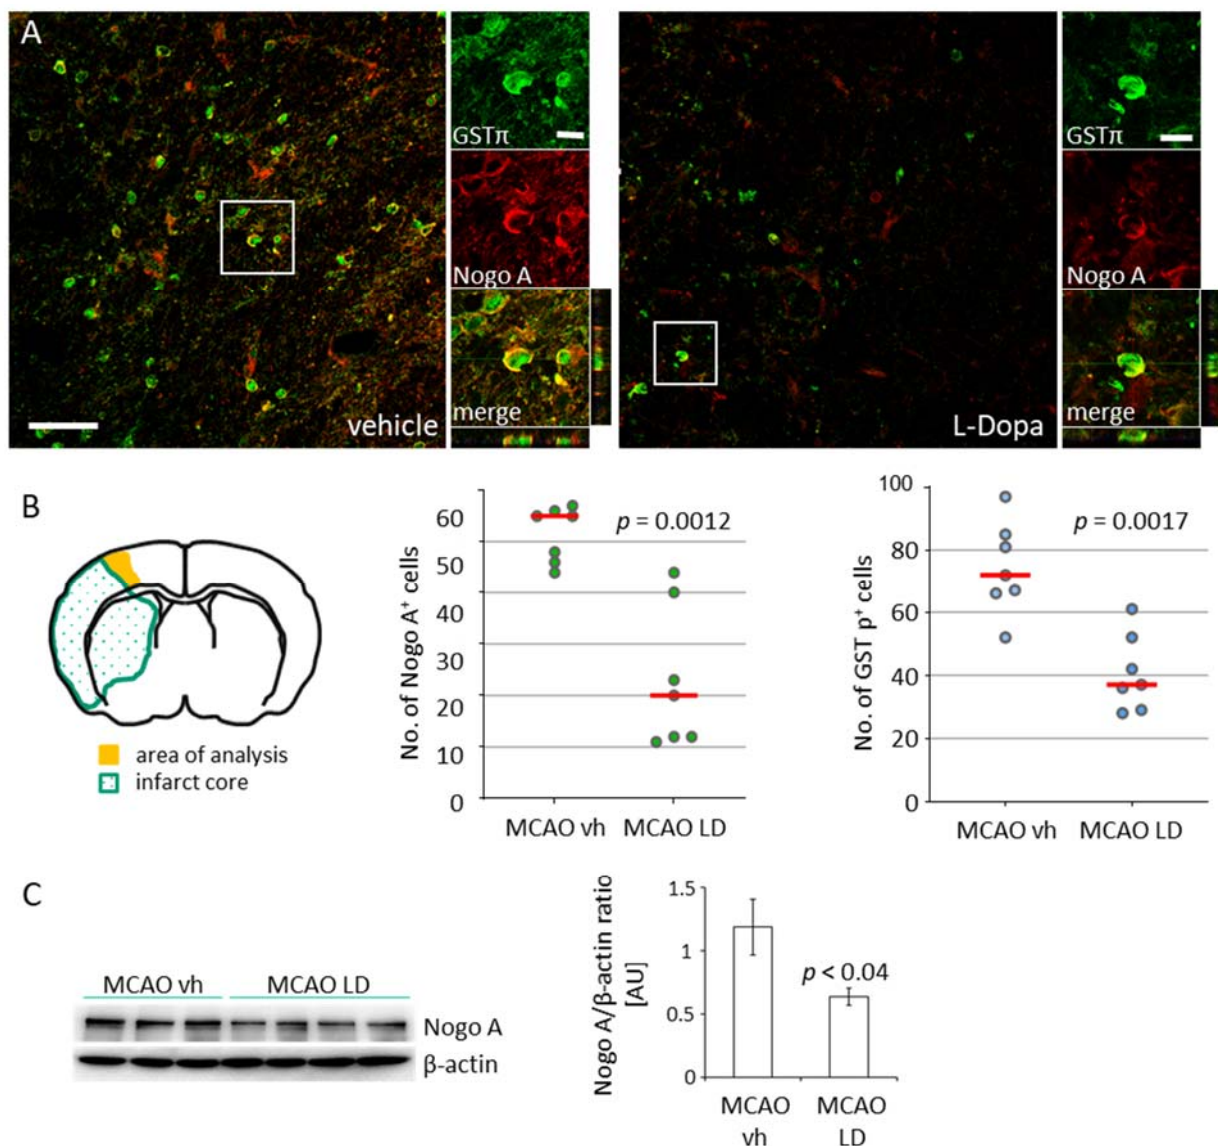 A
GSTπ
Nogo A
merge
vehicle
GSTπ
Nogo A
merge
L-Dopa
B
area of analysis
infarct core
No. of Nogo A⁺ cells
60
50
40
30
20
10
0
p = 0.0012
MCAO vh MCAO LD
No. of GST p⁺ cells
100
80
60
40
20
0
p = 0.0017
MCAO vh MCAO LD
C
MCAO vh MCAO LD
Nogo A
β-actin
Nogo A/β-actin ratio
[AU]
1.5
1
0.5
0
p < 0.04
MCAO MCAO
vh LD